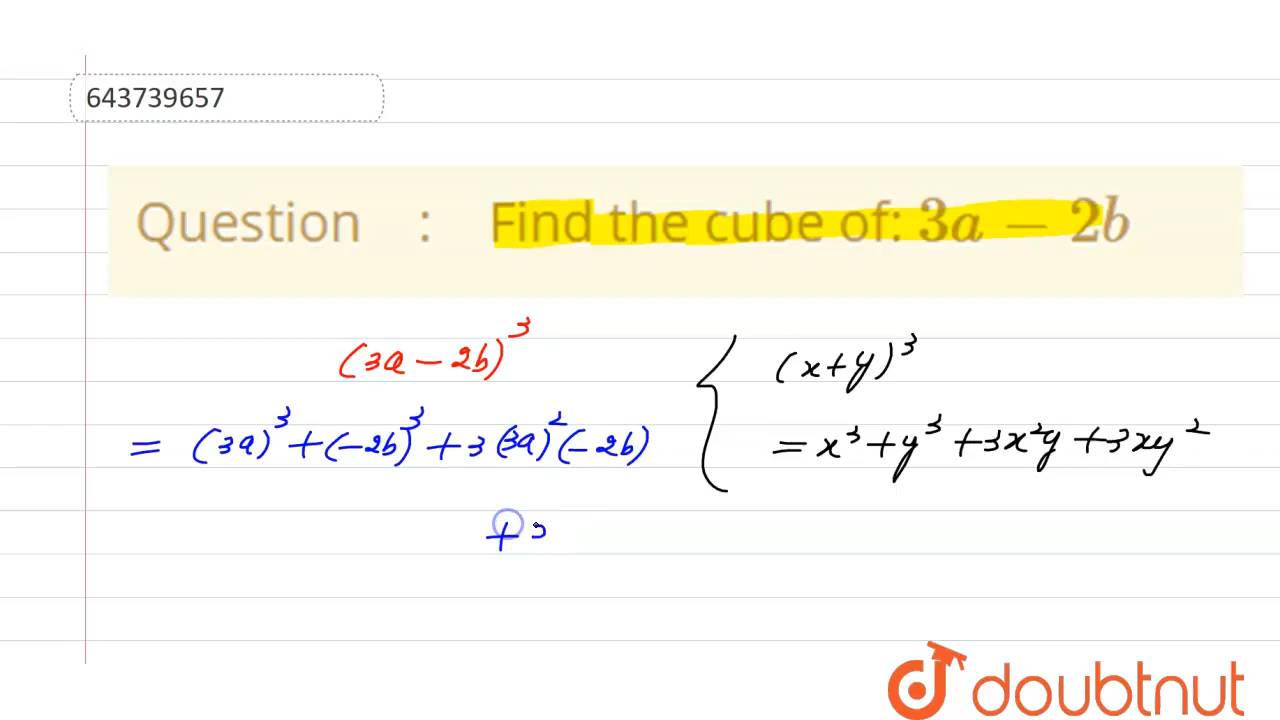 643739657
Question : Find the cube of: 3a − 2b
(3a − 2b)³
(x+y)³
= (3a)³ + (−2b)³ + 3(3a)²(−2b)
= x³ + y³ + 3x²y + 3xy²
+ 3
doubtnut